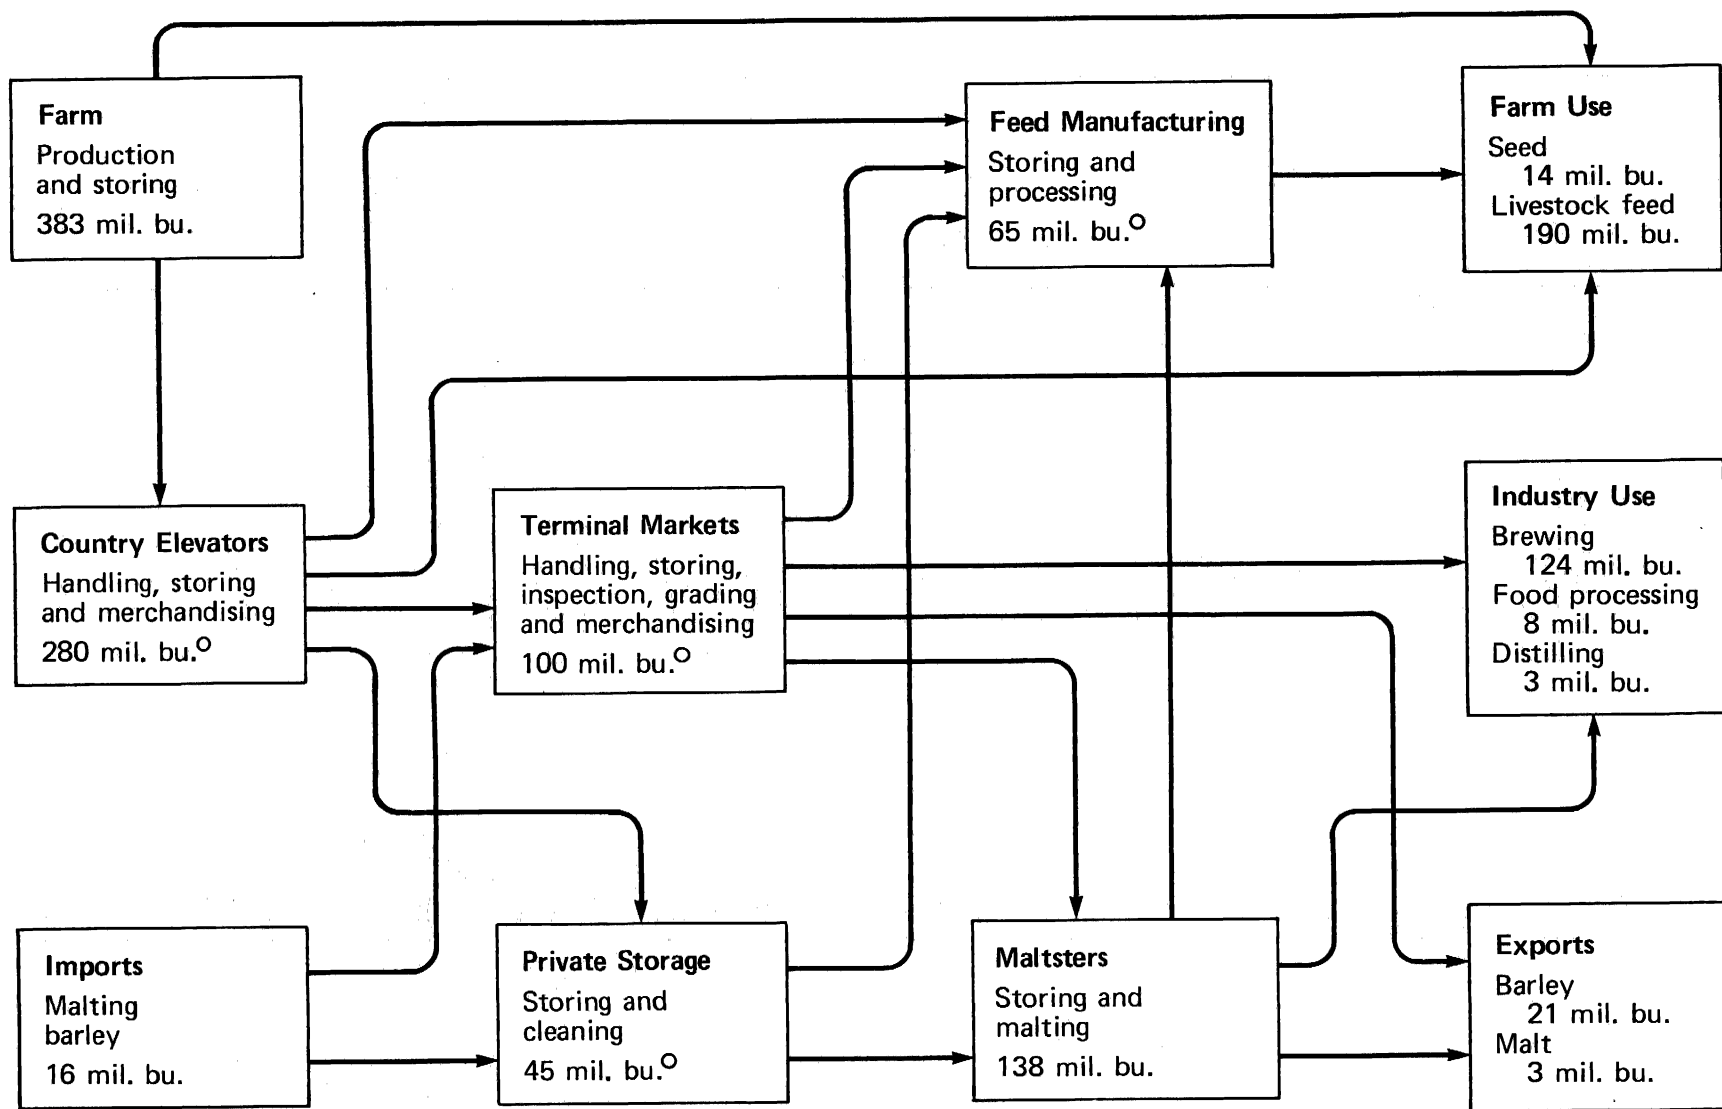 Farm
Production
and storing
383 mil. bu.
Feed Manufacturing
Storing and
processing
65 mil. bu.°
Farm Use
Seed
14 mil. bu.
Livestock feed
190 mil. bu.
Country Elevators
Handling, storing
and merchandising
280 mil. bu.°
Terminal Markets
Handling, storing,
inspection, grading
and merchandising
100 mil. bu.°
Industry Use
Brewing
124 mil. bu.
Food processing
8 mil. bu.
Distilling
3 mil. bu.
Imports
Malting
barley
16 mil. bu.
Private Storage
Storing and
cleaning
45 mil. bu.°
Maltsters
Storing and
malting
138 mil. bu.
Exports
Barley
21 mil. bu.
Malt
3 mil. bu.